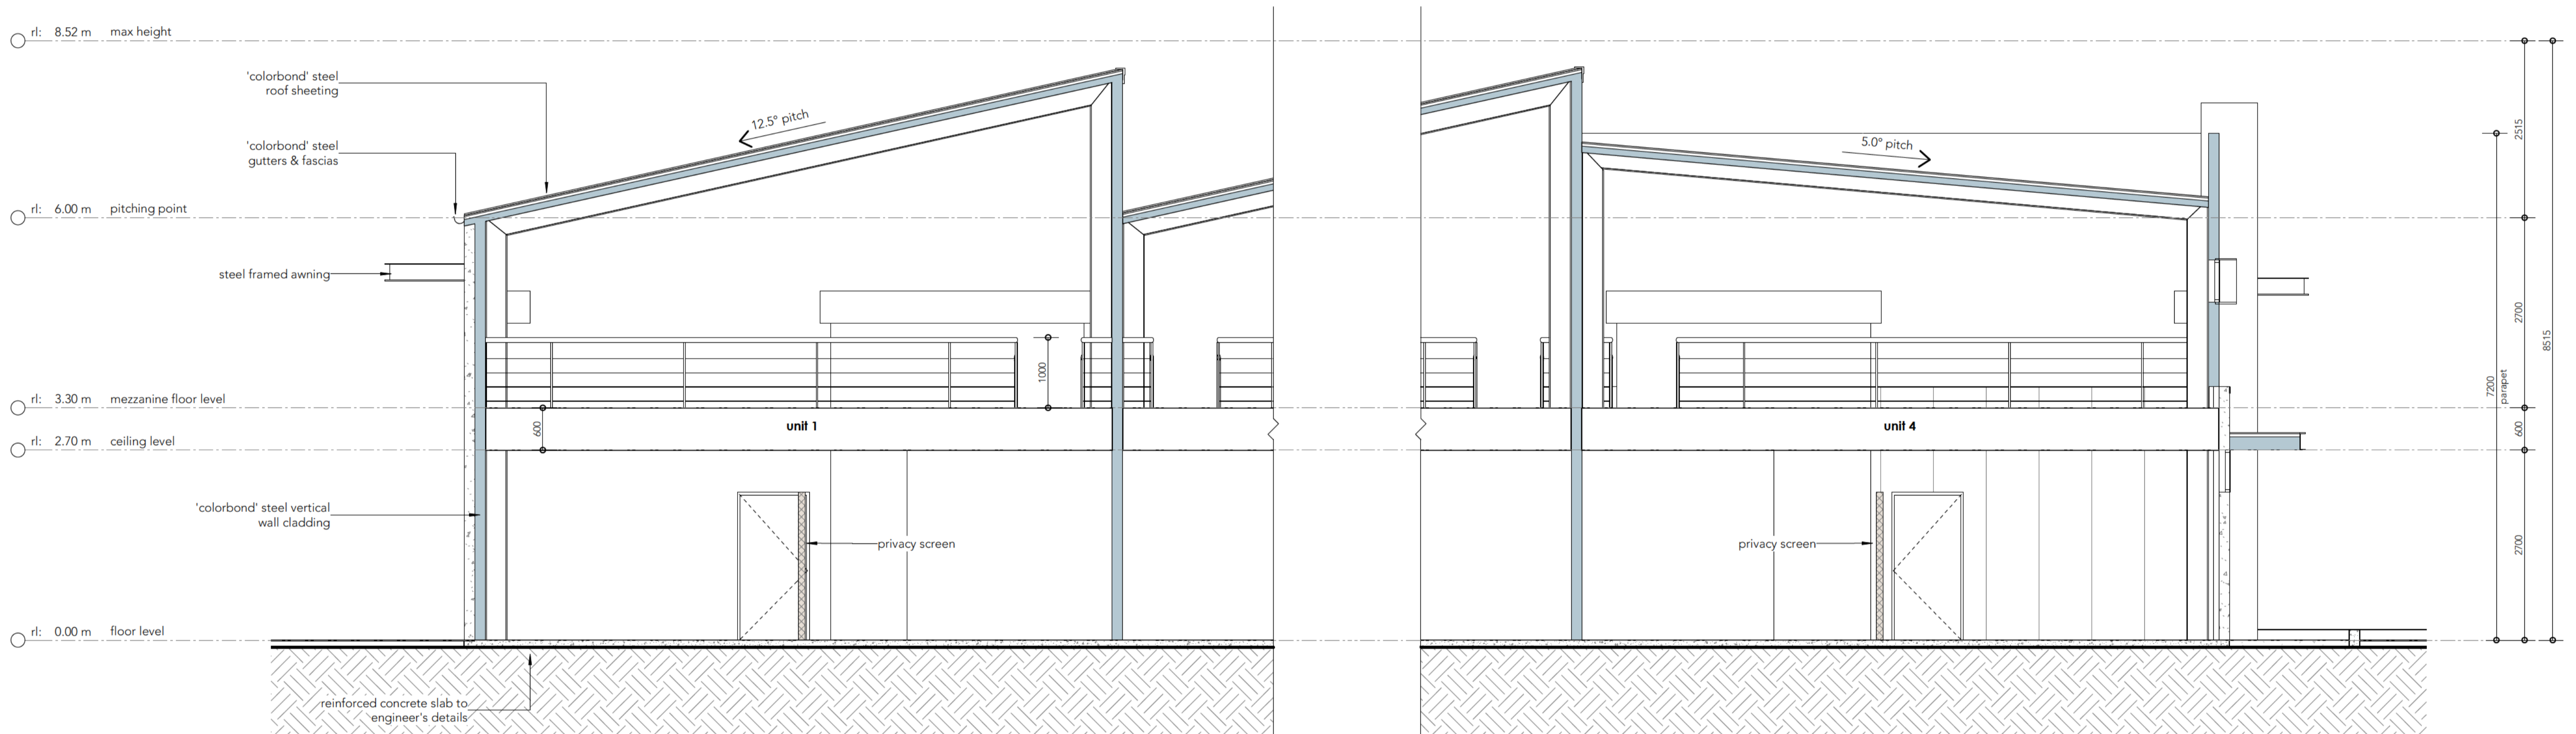 rl: 8.52 m max height
'colorbond' steel
roof sheeting
12.5° pitch
'colorbond' steel
gutters & fascias
5.0° pitch
2515
rl: 6.00 m pitching point
steel framed awning
2700
8515
1000
7200
parapet
rl: 3.30 m mezzanine floor level
600
unit 1
unit 4
600
rl: 2.70 m ceiling level
'colorbond' steel vertical
wall cladding
privacy screen
privacy screen
2700
rl: 0.00 m floor level
reinforced concrete slab to
engineer's details